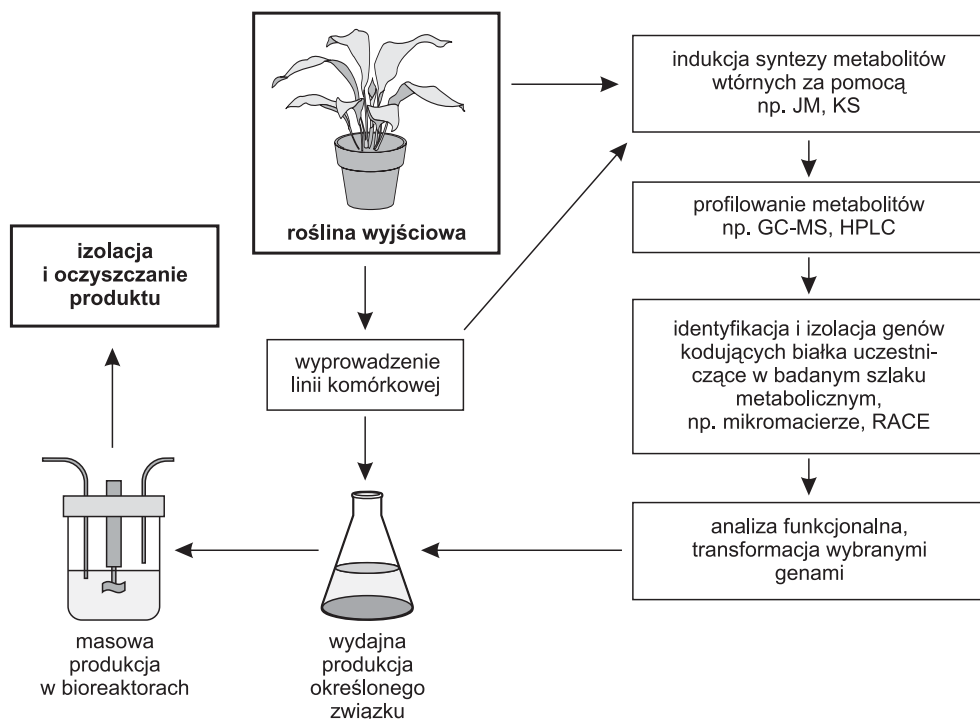 roślina wyjściowa
indukcja syntezy metabolitów
wtórnych za pomocą
np. JM, KS
profilowanie metabolitów
np. GC-MS, HPLC
identyfikacja i izolacja genów
kodujących białka uczestni-
czące w badanym szlaku
metabolicznym,
np. mikromacierze, RACE
analiza funkcjonalna,
transformacja wybranymi
genami
wyprowadzenie
linii komórkowej
wydajna
produkcja
określonego
związku
masowa
produkcja
w bioreaktorach
izolacja
i oczyszczanie
produktu